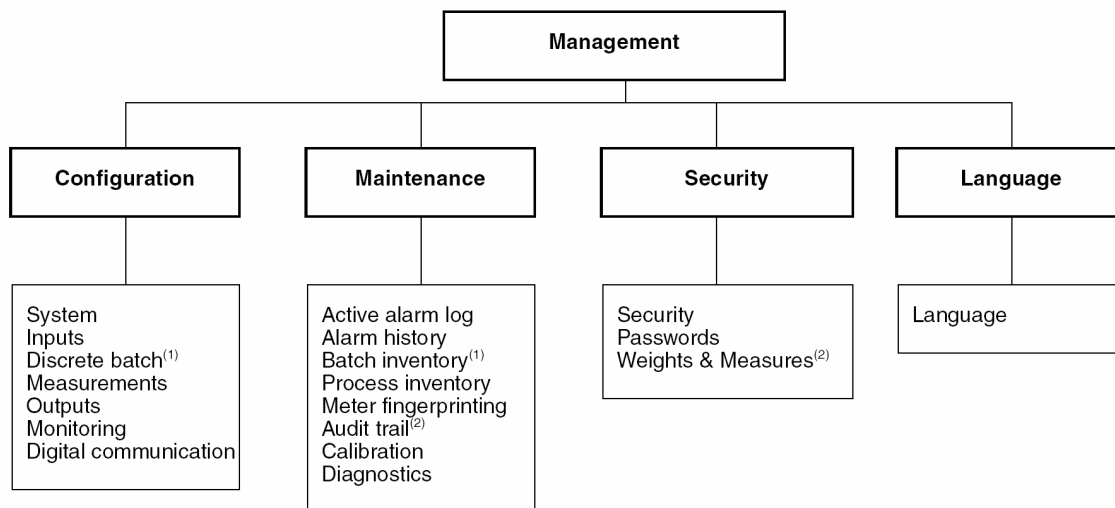 Management
Configuration
Maintenance
Security
Language
System
Inputs
Discrete batch(1)
Measurements
Outputs
Monitoring
Digital communication
Active alarm log
Alarm history
Batch inventory(1)
Process inventory
Meter fingerprinting
Audit trail(2)
Calibration
Diagnostics
Security
Passwords
Weights & Measures(2)
Language